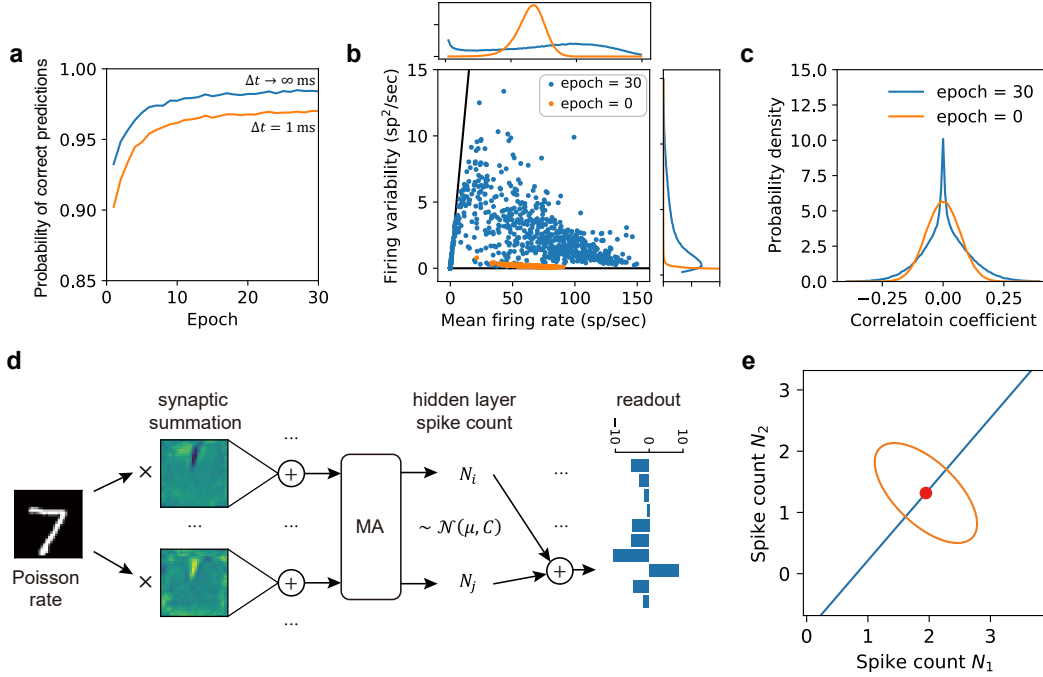 a
Probability of correct predictions
1.00
0.95
0.90
0.85
Δt → ∞ ms
Δt = 1 ms
0
10
20
30
Epoch
b
Firing variability (sp²/sec)
15
10
5
0
epoch = 30
epoch = 0
0
50
100
150
Mean firing rate (sp/sec)
c
Probability density
15.0
12.5
10.0
7.5
5.0
2.5
0.0
epoch = 30
epoch = 0
−0.25
0.00
0.25
Correlatoin coefficient
d
synaptic
summation
hidden layer
spike count
readout
−10
0
10
...
×
+
MA
N_i
...
...
~ 𝒩(μ, C)
...
7
Poisson
rate
×
+
N_j
+
...
e
Spike count N₂
3
2
1
0
0
1
2
3
Spike count N₁